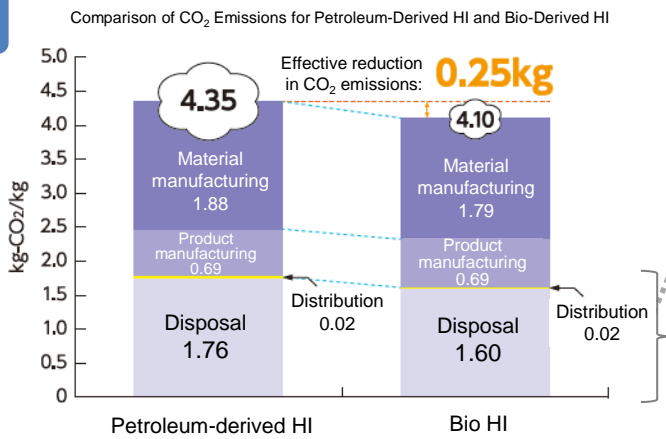 Comparison of CO₂ Emissions for Petroleum-Derived HI and Bio-Derived HI
Effective reduction
in CO₂ emissions:
0.25kg
kg-CO₂/kg
5.0
4.5
4.0
3.5
3.0
2.5
2.0
1.5
1.0
0.5
0
4.35
Material
manufacturing
1.88
Product
manufacturing
0.69
Distribution
0.02
Disposal
1.76
4.10
Material
manufacturing
1.79
Product
manufacturing
0.69
Distribution
0.02
Disposal
1.60
Petroleum-derived HI
Bio HI